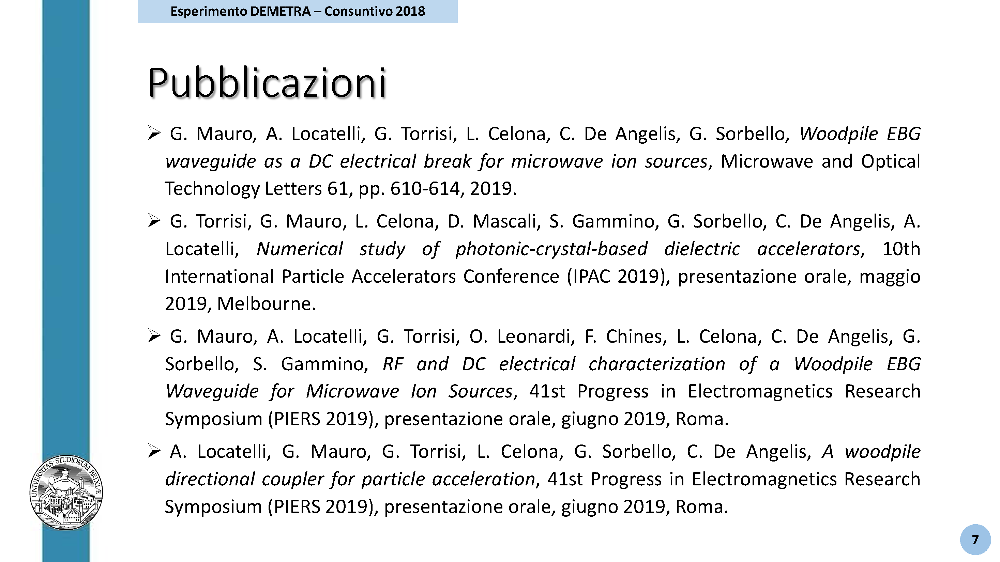 Esperimento DEMETRA – Consuntivo 2018
Pubblicazioni
➢ G. Mauro, A. Locatelli, G. Torrisi, L. Celona, C. De Angelis, G. Sorbello, Woodpile EBG
waveguide as a DC electrical break for microwave ion sources, Microwave and Optical
Technology Letters 61, pp. 610-614, 2019.
➢ G. Torrisi, G. Mauro, L. Celona, D. Mascali, S. Gammino, G. Sorbello, C. De Angelis, A.
Locatelli, Numerical study of photonic-crystal-based dielectric accelerators, 10th
International Particle Accelerators Conference (IPAC 2019), presentazione orale, maggio
2019, Melbourne.
➢ G. Mauro, A. Locatelli, G. Torrisi, O. Leonardi, F. Chines, L. Celona, C. De Angelis, G.
Sorbello, S. Gammino, RF and DC electrical characterization of a Woodpile EBG
Waveguide for Microwave Ion Sources, 41st Progress in Electromagnetics Research
Symposium (PIERS 2019), presentazione orale, giugno 2019, Roma.
➢ A. Locatelli, G. Mauro, G. Torrisi, L. Celona, G. Sorbello, C. De Angelis, A woodpile
directional coupler for particle acceleration, 41st Progress in Electromagnetics Research
Symposium (PIERS 2019), presentazione orale, giugno 2019, Roma.
UNIVERSITAS·STUDIORUM·BRIXIÆ
7